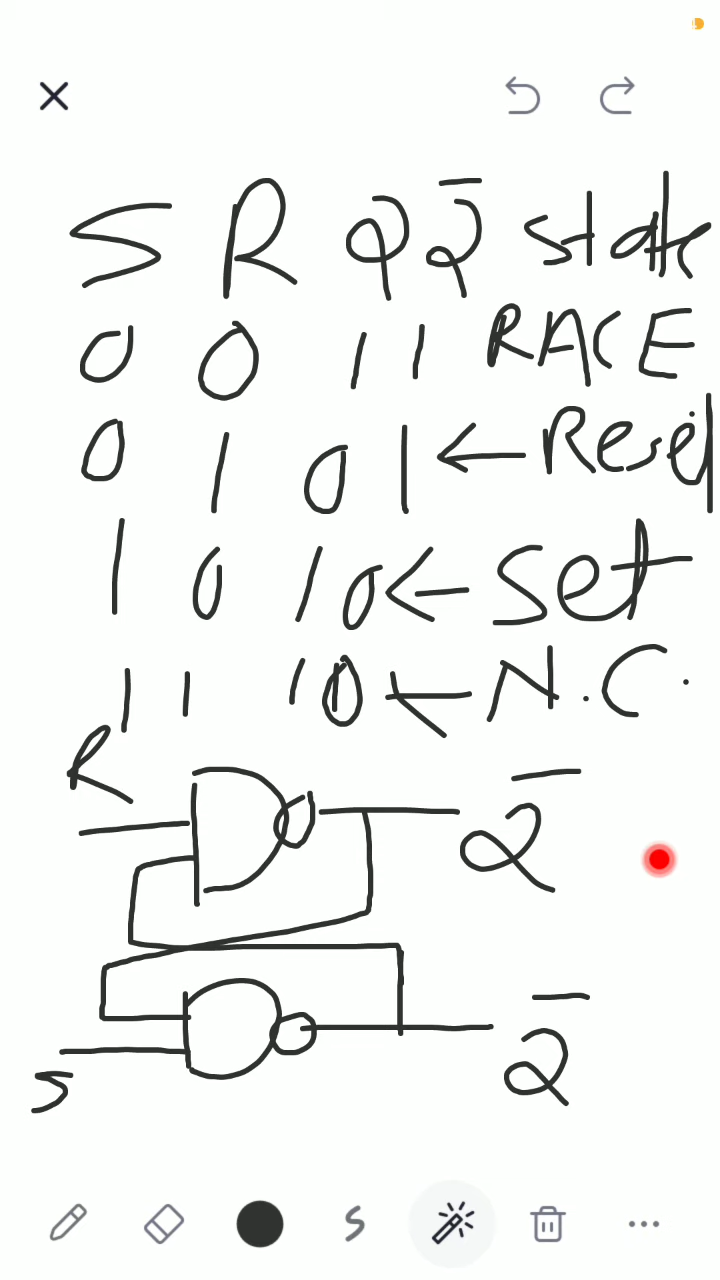 S R Q Q̅ state
0 0 1 1 RACE
0 1 0 1 ← Reset
1 0 1 0 ← Set
1 1 1 0 ← N.C.
R
Q̅
Q̅
S